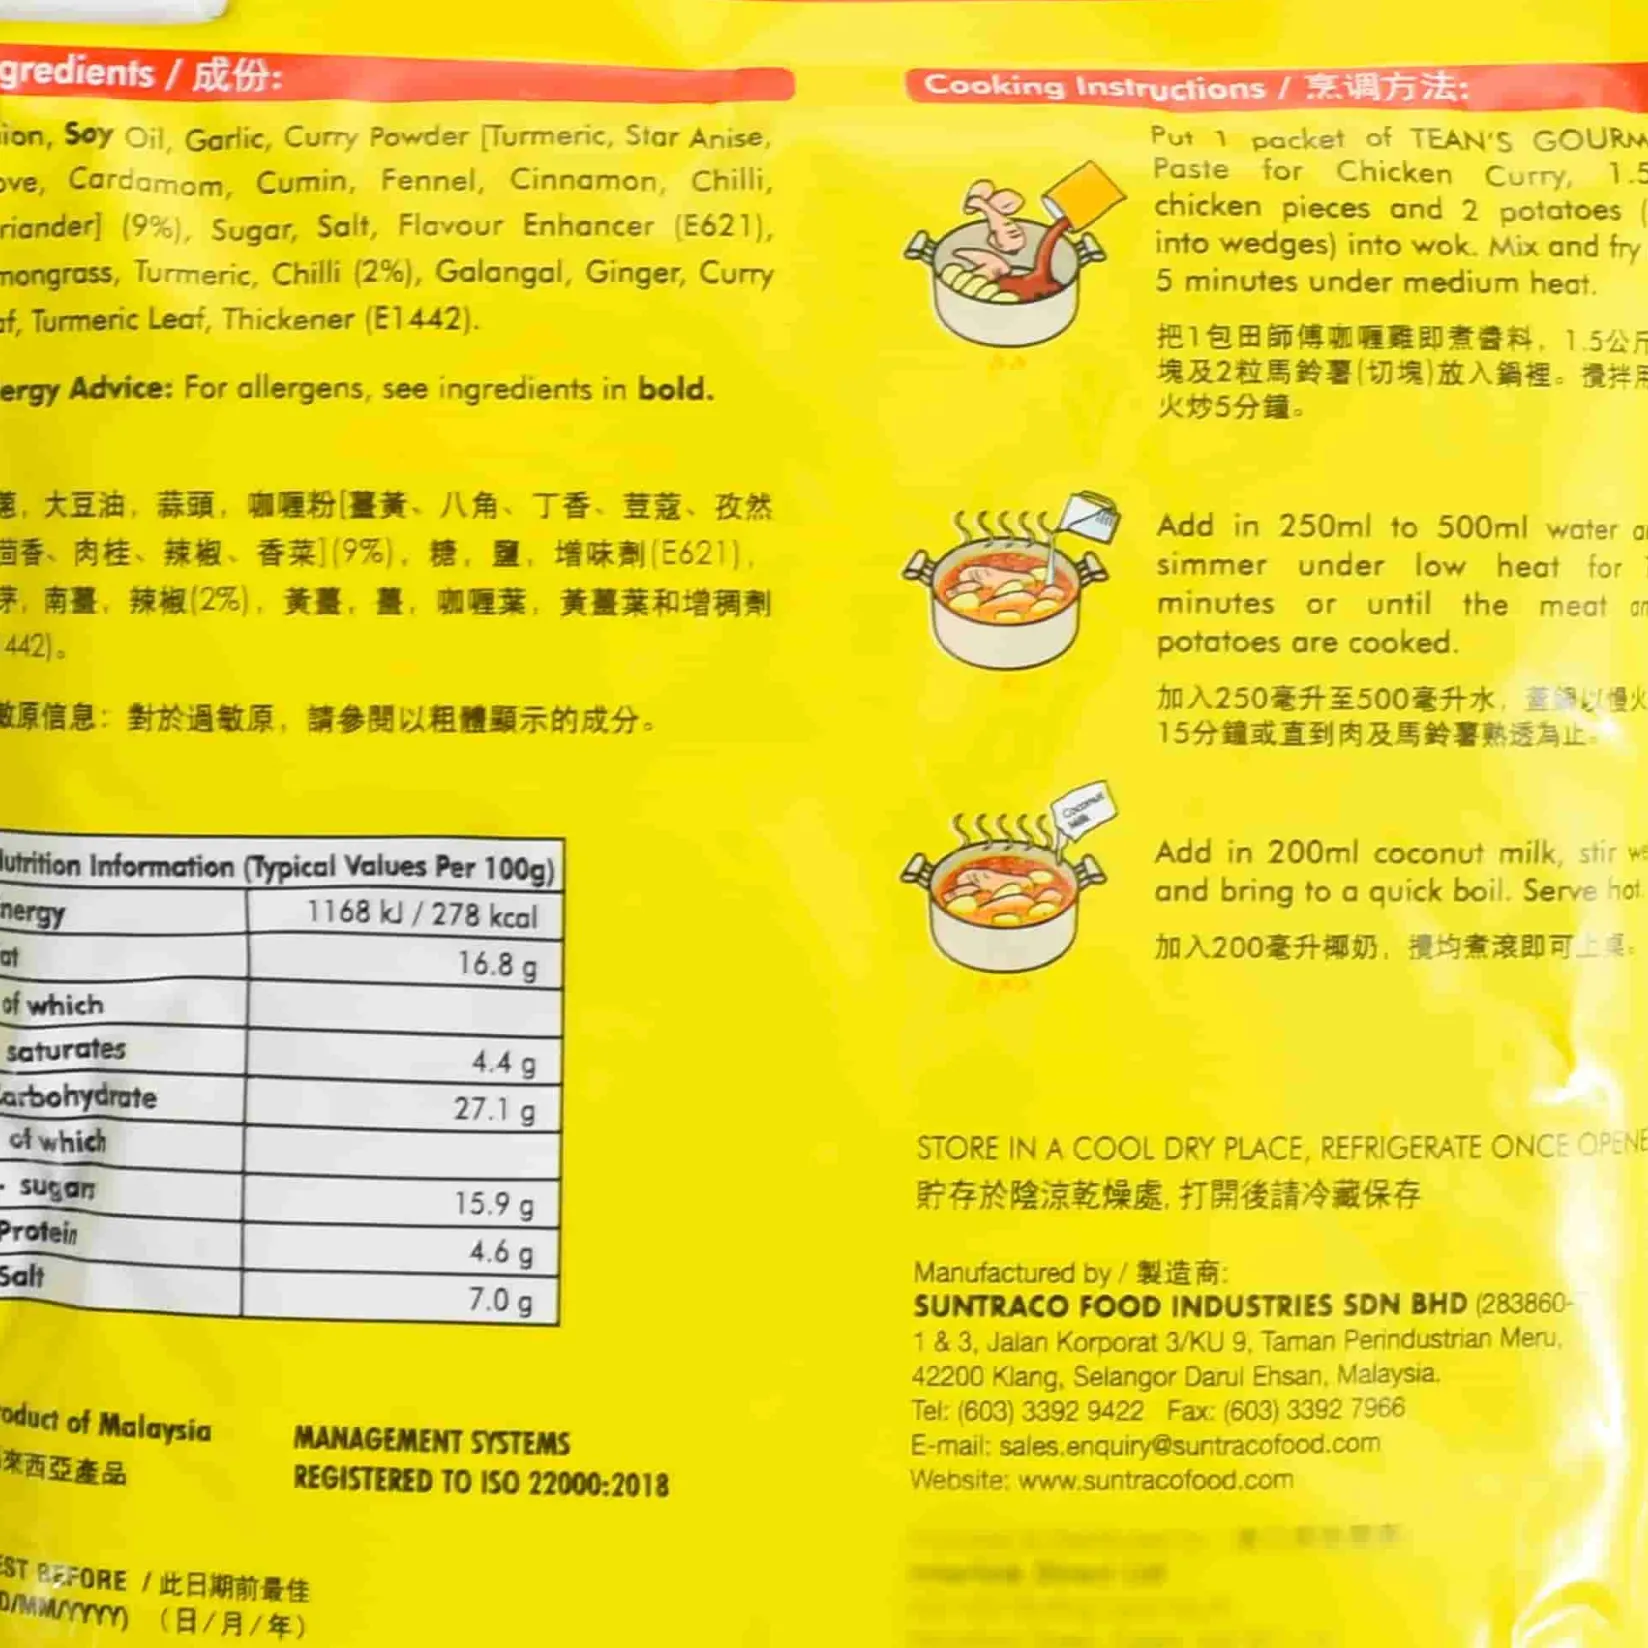 gredients / 成份:
ion, Soy Oil, Garlic, Curry Powder [Turmeric, Star Anise,
ove, Cardamom, Cumin, Fennel, Cinnamon, Chilli,
riander] (9%), Sugar, Salt, Flavour Enhancer (E621),
mongrass, Turmeric, Chilli (2%), Galangal, Ginger, Curry
af, Turmeric Leaf, Thickener (E1442).
ergy Advice: For allergens, see ingredients in bold.
蔥, 大豆油, 蒜頭, 咖喱粉[薑黃、八角、丁香、荳蔻、孜然
茴香、肉桂、辣椒、香菜](9%), 糖, 鹽, 增味劑(E621),
茅, 南薑, 辣椒(2%), 黃薑, 薑, 咖喱葉, 黃薑葉和增稠劑
442)。
敏原信息: 對於過敏原, 請參閱以粗體顯示的成分。
Nutrition Information (Typical Values Per 100g)
nergy 1168 kJ / 278 kcal
at 16.8 g
of which
saturates 4.4 g
arbohydrate 27.1 g
of which
- sugars 15.9 g
Protein 4.6 g
Salt 7.0 g
roduct of Malaysia
來西亞產品
MANAGEMENT SYSTEMS
REGISTERED TO ISO 22000:2018
EST BEFORE / 此日期前最佳
D/MM/YYYY) (日/月/年)
Cooking Instructions / 烹调方法:
Put 1 packet of TEAN'S GOURM
Paste for Chicken Curry, 1.5
chicken pieces and 2 potatoes (
into wedges) into wok. Mix and fry
5 minutes under medium heat.
把1包田師傅咖喱雞即煮醬料, 1.5公斤
塊及2粒馬鈴薯(切塊)放入鍋裡。攪拌用
火炒5分鐘。
Add in 250ml to 500ml water a
simmer under low heat for
minutes or until the meat an
potatoes are cooked.
加入250毫升至500毫升水, 蓋鍋以慢火
15分鐘或直到肉及馬鈴薯熟透為止。
Coconut
Milk
Add in 200ml coconut milk, stir we
and bring to a quick boil. Serve hot.
加入200毫升椰奶, 攪均煮滾即可上桌。
STORE IN A COOL DRY PLACE, REFRIGERATE ONCE OPENE
貯存於陰涼乾燥處, 打開後請冷藏保存
Manufactured by / 製造商:
SUNTRACO FOOD INDUSTRIES SDN BHD (283860-
1 & 3, Jalan Korporat 3/KU 9, Taman Perindustrian Meru,
42200 Klang, Selangor Darul Ehsan, Malaysia.
Tel: (603) 3392 9422 Fax: (603) 3392 7966
E-mail: sales.enquiry@suntracofood.com
Website: www.suntracofood.com